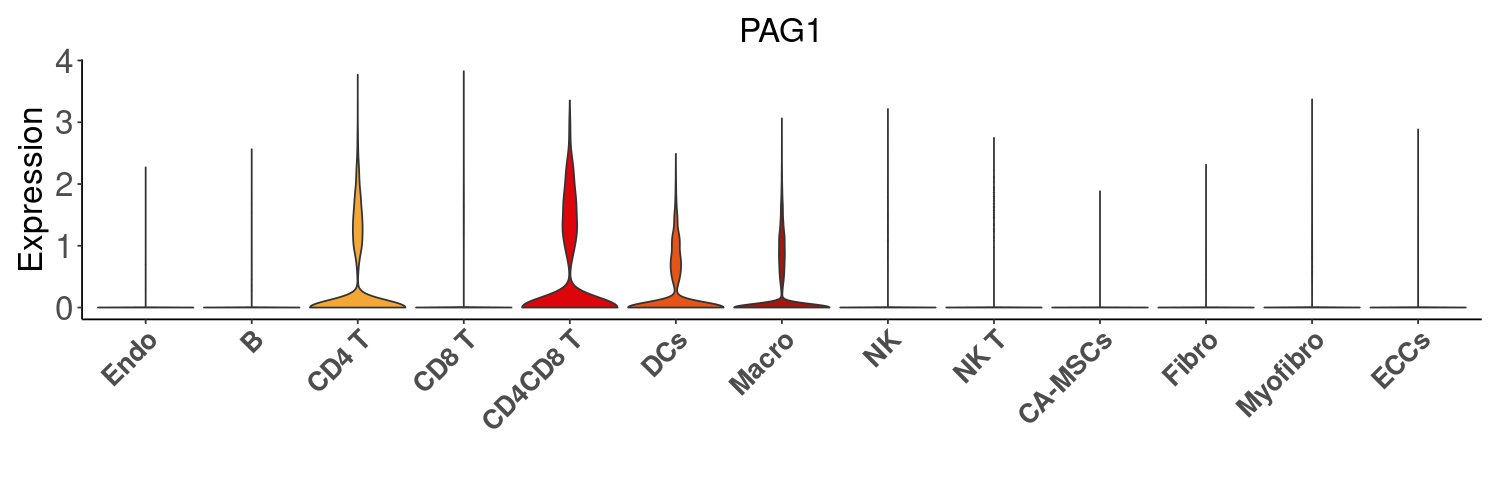 PAG1
Expression
4
3
2
1
0
Endo
B
CD4 T
CD8 T
CD4CD8 T
DCs
Macro
NK
NK T
CA-MSCs
Fibro
Myofibro
ECCs